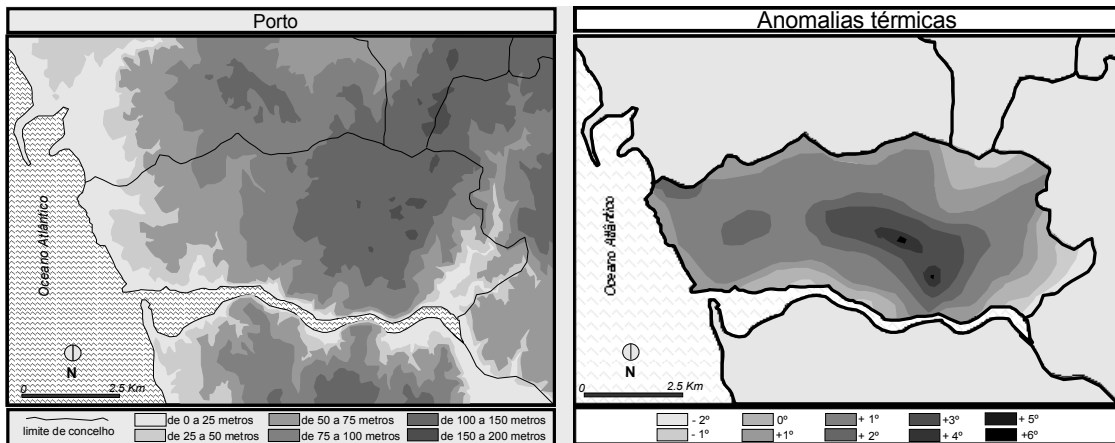 Porto
Oceano Atlântico
N
0 2.5 Km
limite de concelho
de 0 a 25 metros
de 25 a 50 metros
de 50 a 75 metros
de 75 a 100 metros
de 100 a 150 metros
de 150 a 200 metros
Anomalias térmicas
Oceano Atlântico
N
0 2.5 Km
- 2º
- 1º
0º
+1º
+ 1º
+ 2º
+3º
+ 4º
+ 5º
+6º